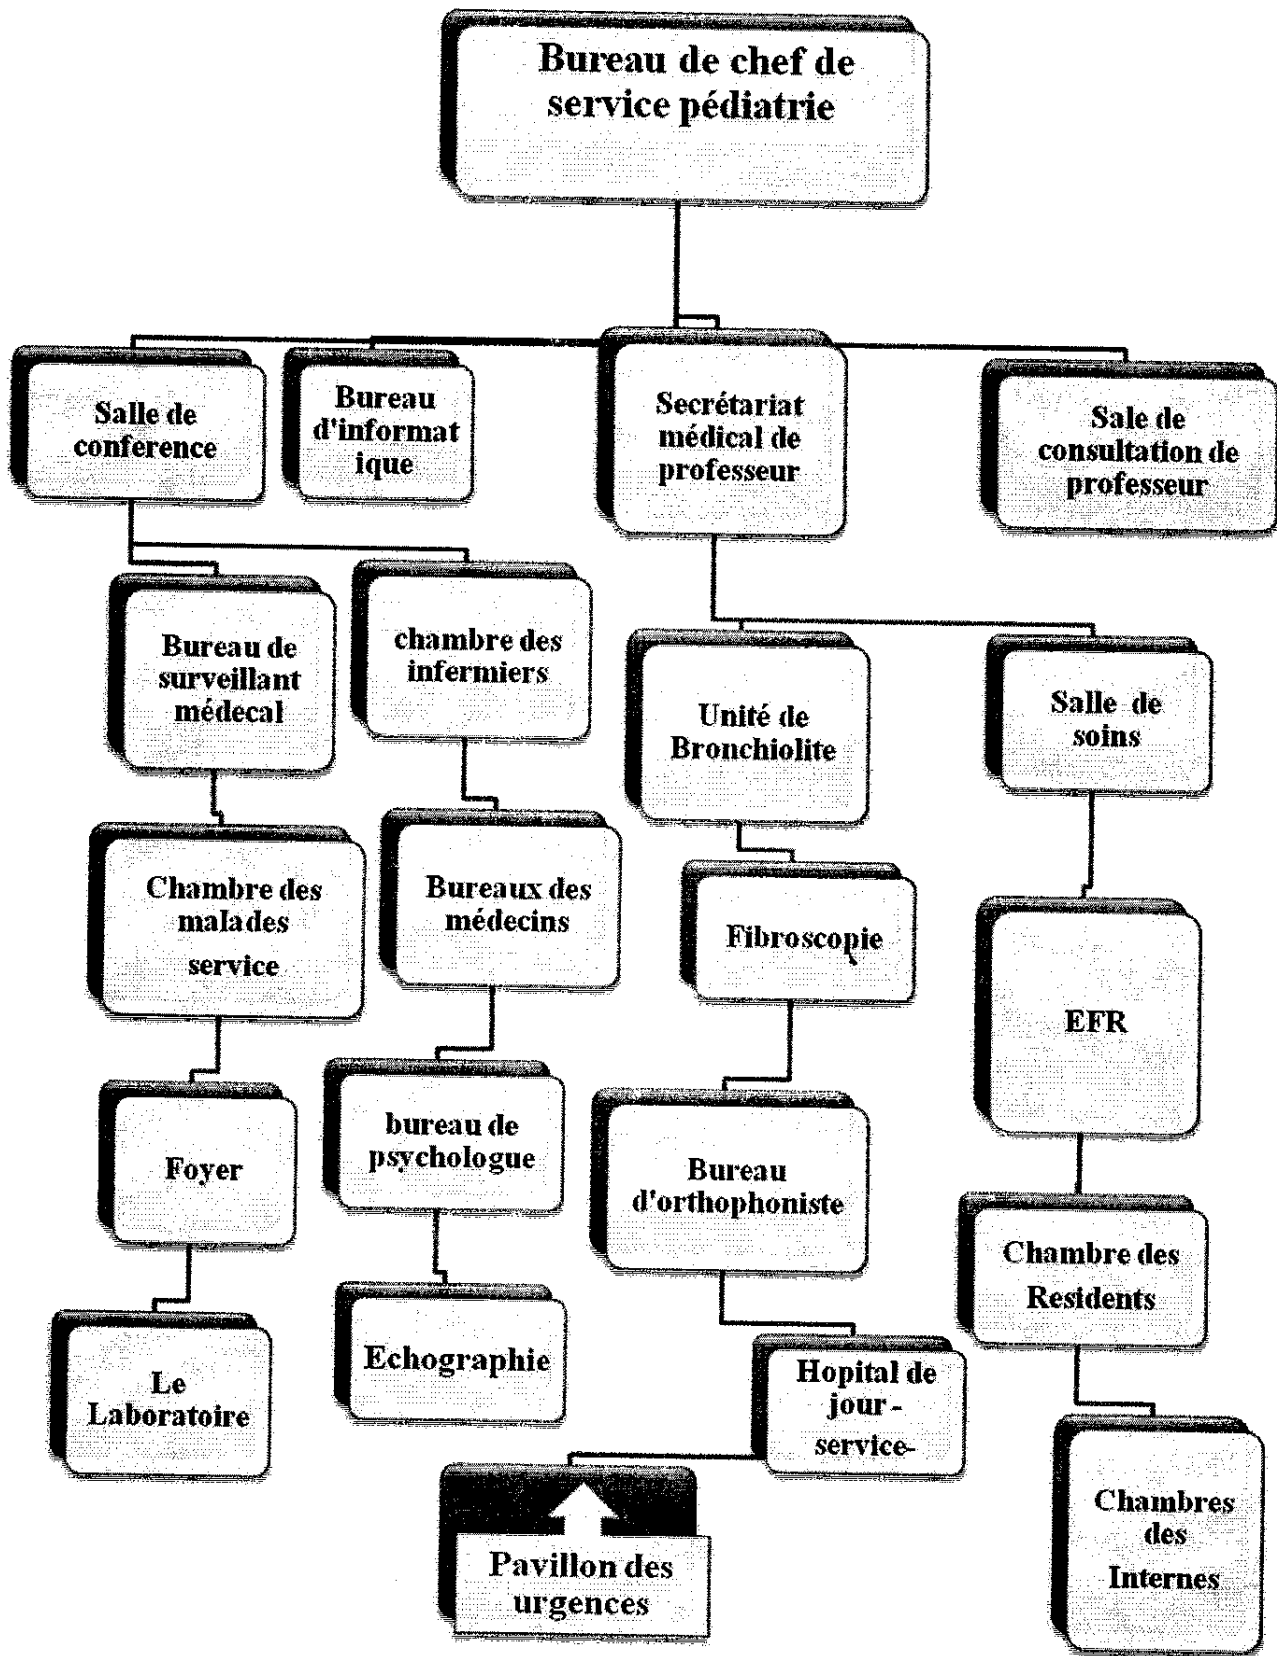 Bureau de chef de
service pédiatrie
Salle de
conference
Bureau
d'informat
ique
Secrétariat
médical de
professeur
Sale de
consultation de
professeur
Bureau de
surveillant
médecal
chambre des
infermiers
Unité de
Bronchiolite
Salle de
soins
Chambre des
malades
service
Bureaux des
médecins
Fibroscopie
EFR
Foyer
bureau de
psychologue
Bureau
d'orthophoniste
Chambre des
Residents
Le
Laboratoire
Echographie
Hopital de
jour -
service-
Chambres
des
Internes
Pavillon des
urgences